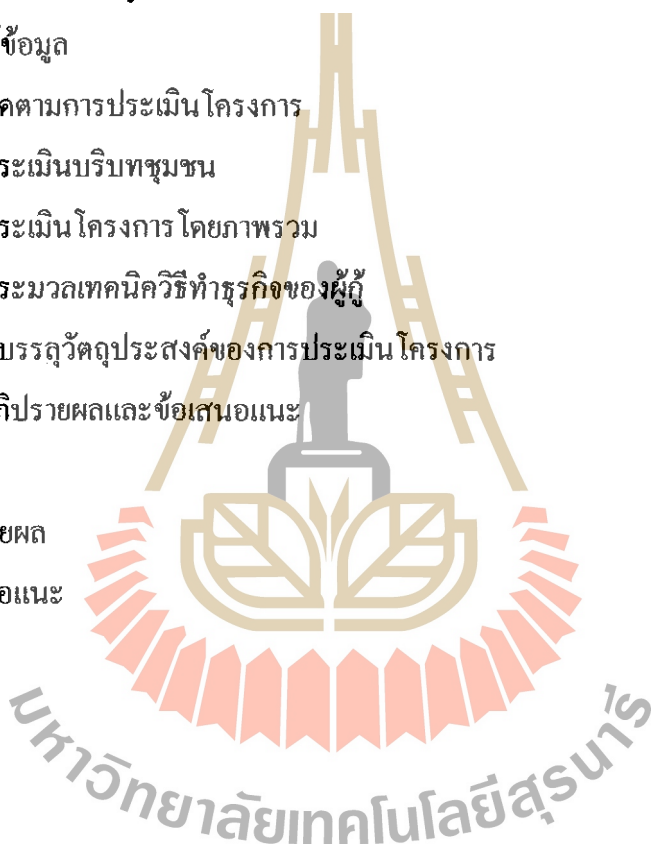 ข้อมูล
ตามการประเมินโครงการ
ระเมินบริบทชุมชน
ระเมินโครงการโดยภาพรวม
ระมวลเทคนิควิธีทำธุรกิจของผู้กู้
บรรลุวัตถุประสงค์ของการประเมินโครงการ
ภิปรายผลและข้อเสนอแนะ
ยผล
อแนะ
มหาวิทยาลัยเทคโนโลยีสุรนารี